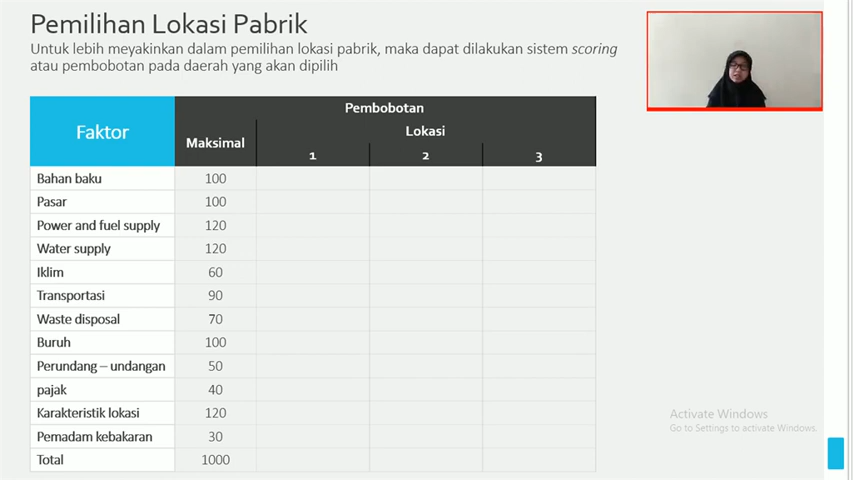 Pemilihan Lokasi Pabrik
Untuk lebih meyakinkan dalam pemilihan lokasi pabrik, maka dapat dilakukan sistem scoring
atau pembobotan pada daerah yang akan dipilih
Faktor
Pembobotan
Maksimal
Lokasi
1 2 3
Bahan baku 100
Pasar 100
Power and fuel supply 120
Water supply 120
Iklim 60
Transportasi 90
Waste disposal 70
Buruh 100
Perundang – undangan 50
pajak 40
Karakteristik lokasi 120
Pemadam kebakaran 30
Total 1000
Activate Windows
Go to Settings to activate Windows.